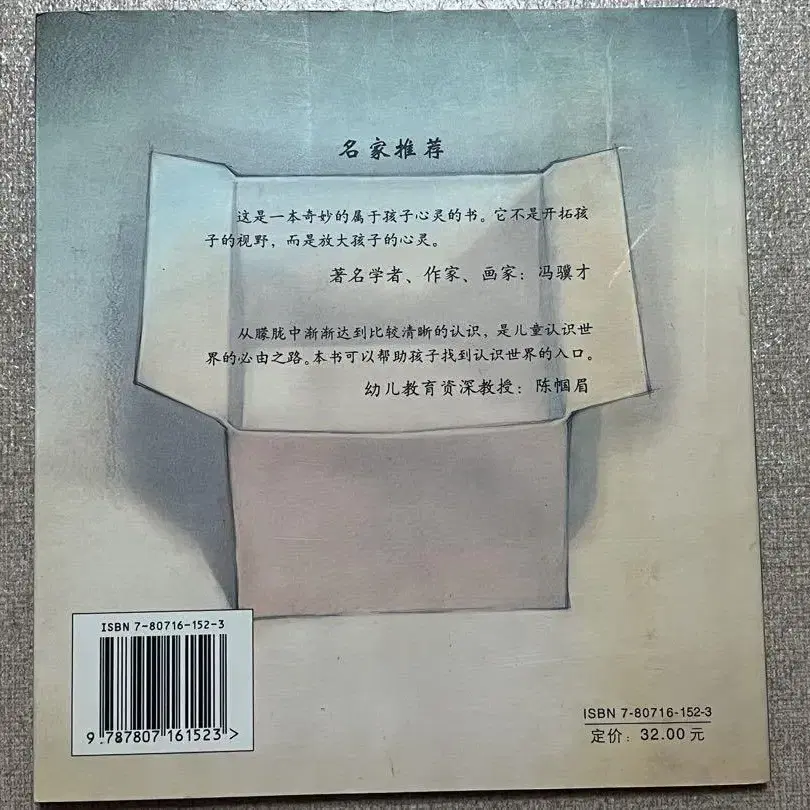 名家推荐
这是一本奇妙的属于孩子心灵的书。它不是开拓孩
子的视野，而是放大孩子的心灵。
著名学者、作家、画家：冯骥才
从朦胧中渐渐达到比较清晰的认识，是儿童认识世
界的必由之路。本书可以帮助孩子找到认识世界的入口。
幼儿教育资深教授：陈帼眉
ISBN 7-80716-152-3
9 787807 161523 >
ISBN 7-80716-152-3
定价：32.00 元